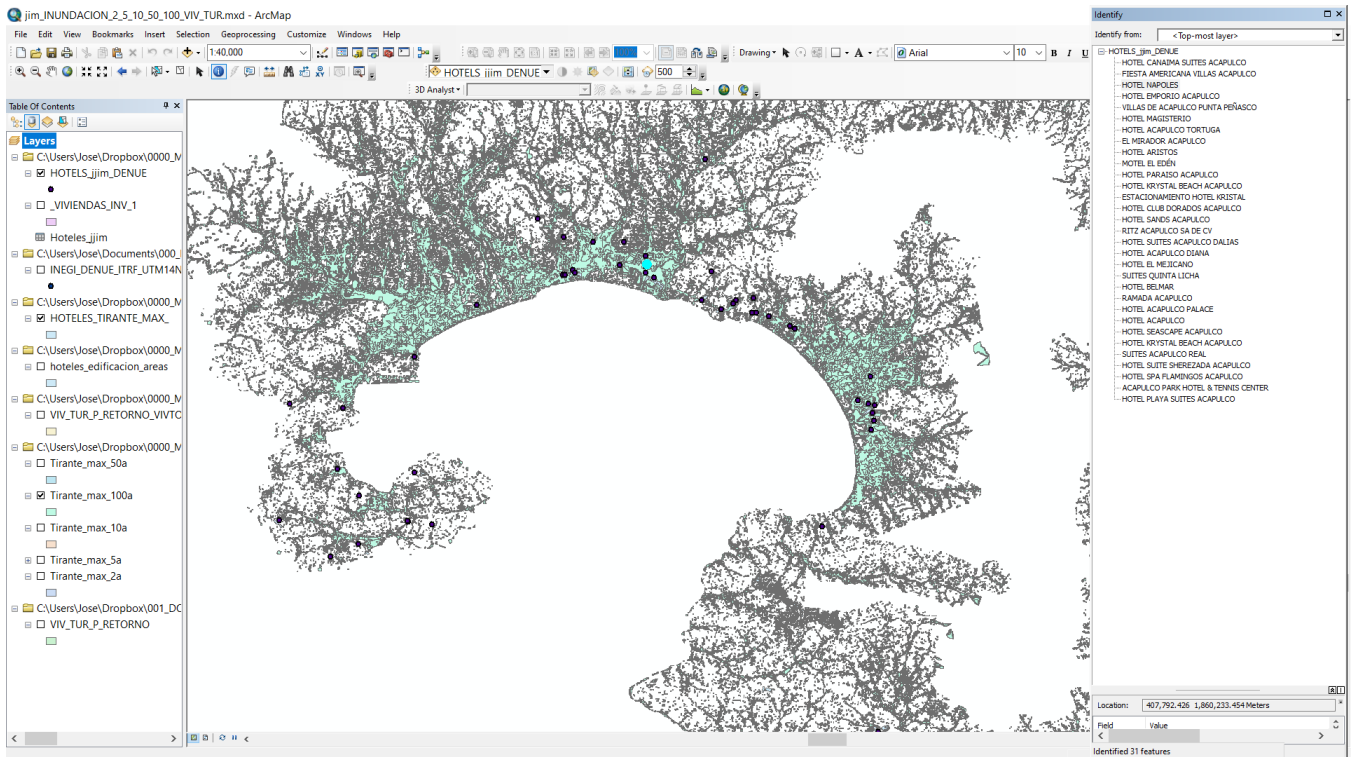 jim_INUNDACION_2_5_10_50_100_VIV_TUR.mxd - ArcMap
File Edit View Bookmarks Insert Selection Geoprocessing Customize Windows Help
1:40,000
100%
Drawing
A
Arial
10
B I U
HOTELS jjim DENUE
500
3D Analyst
Table Of Contents
Layers
C:\Users\Jose\Dropbox\0000_M
HOTELS_jjim_DENUE
_VIVIENDAS_INV_1
Hoteles_jjim
C:\Users\Jose\Documents\000_
INEGI_DENUE_ITRF_UTM14N
C:\Users\Jose\Dropbox\0000_M
HOTELES_TIRANTE_MAX_
C:\Users\Jose\Dropbox\0000_M
hoteles_edificacion_areas
C:\Users\Jose\Dropbox\0000_M
VIV_TUR_P_RETORNO_VIVTO
C:\Users\Jose\Dropbox\0000_M
Tirante_max_50a
Tirante_max_100a
Tirante_max_10a
Tirante_max_5a
Tirante_max_2a
C:\Users\Jose\Dropbox\001_DC
VIV_TUR_P_RETORNO
Identify
Identify from: <Top-most layer>
HOTELS_jjim_DENUE
HOTEL CANAIMA SUITES ACAPULCO
FIESTA AMERICANA VILLAS ACAPULCO
HOTEL NAPOLES
HOTEL EMPORIO ACAPULCO
VILLAS DE ACAPULCO PUNTA PEÑASCO
HOTEL MAGISTERIO
HOTEL ACAPULCO TORTUGA
EL MIRADOR ACAPULCO
HOTEL ARISTOS
MOTEL EL EDÉN
HOTEL PARAISO ACAPULCO
HOTEL KRYSTAL BEACH ACAPULCO
ESTACIONAMIENTO HOTEL KRISTAL
HOTEL CLUB DORADOS ACAPULCO
HOTEL SANDS ACAPULCO
RITZ ACAPULCO SA DE CV
HOTEL SUITES ACAPULCO DALIAS
HOTEL ACAPULCO DIANA
HOTEL EL MEJICANO
SUITES QUINTA LICHA
HOTEL BELMAR
RAMADA ACAPULCO
HOTEL ACAPULCO PALACE
HOTEL ACAPULCO
HOTEL SEASCAPE ACAPULCO
HOTEL KRYSTAL BEACH ACAPULCO
SUITES ACAPULCO REAL
HOTEL SUITE SHEREZADA ACAPULCO
HOTEL SPA FLAMINGOS ACAPULCO
ACAPULCO PARK HOTEL & TENNIS CENTER
HOTEL PLAYA SUITES ACAPULCO
Location: 407,792.426 1,860,233.454 Meters
Field Value
Identified 31 features